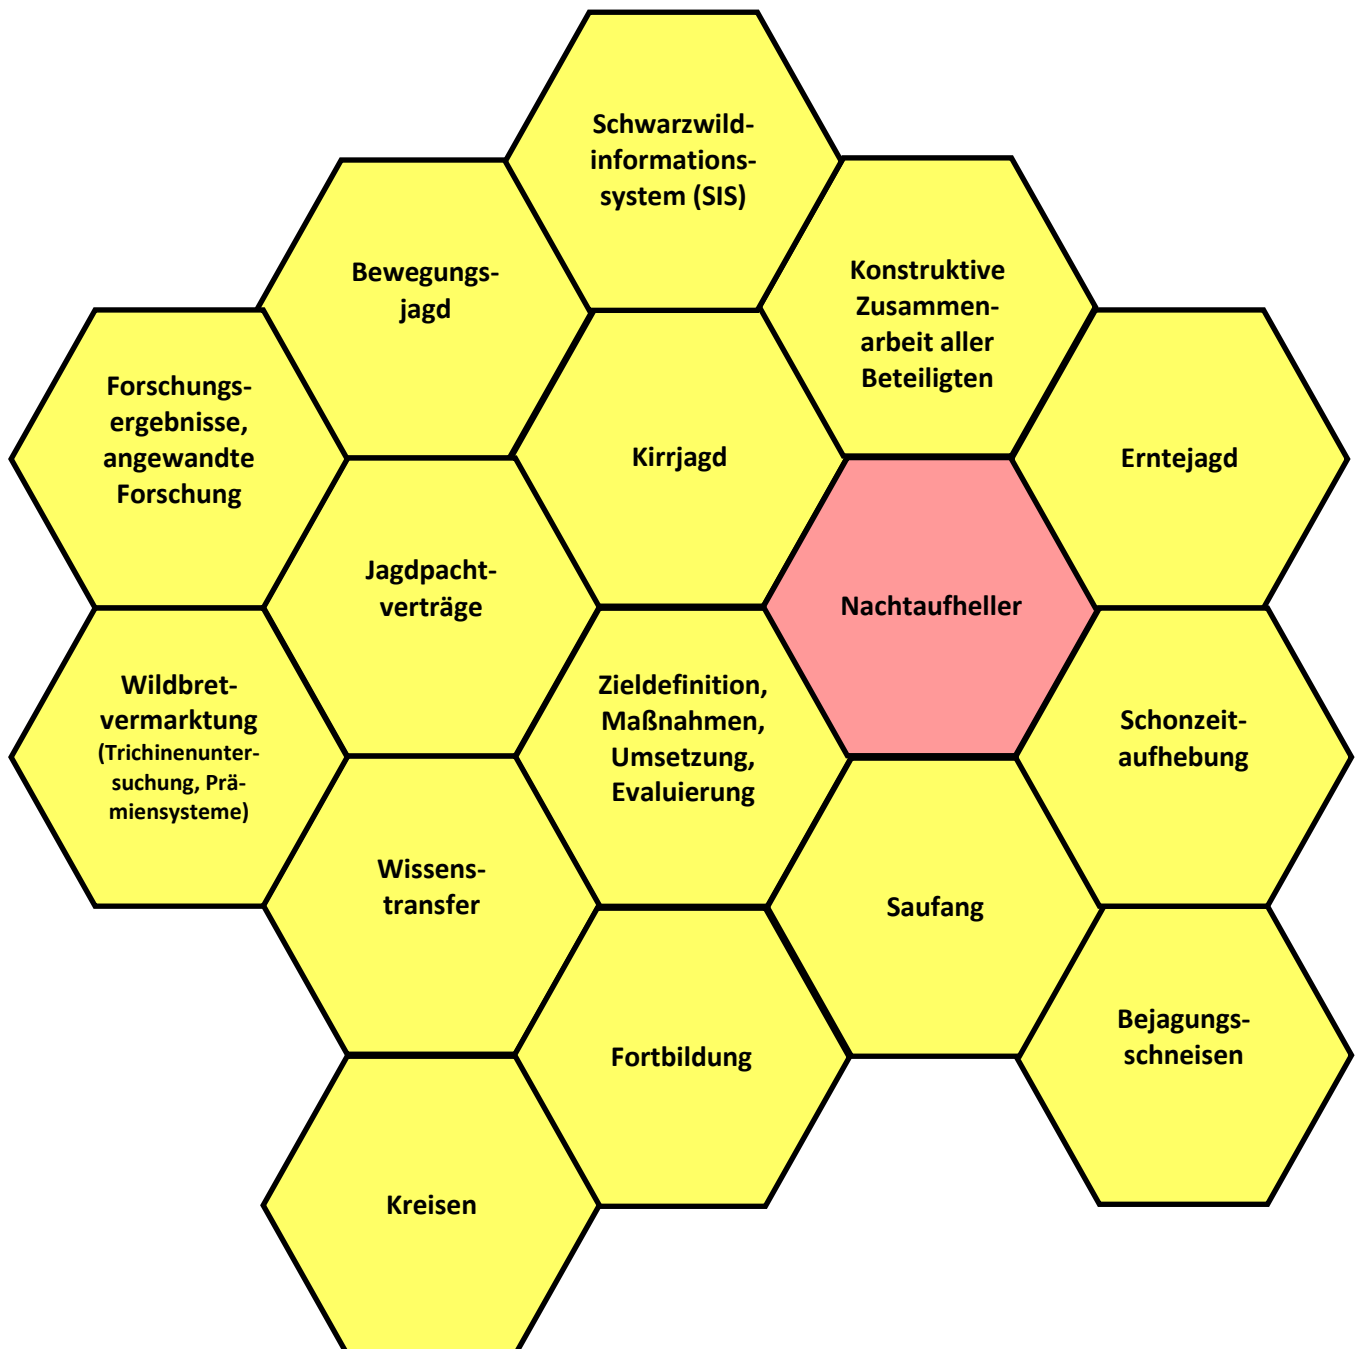 Schwarzwild-
informations-
system (SIS)
Bewegungs-
jagd
Konstruktive
Zusammen-
arbeit aller
Beteiligten
Forschungs-
ergebnisse,
angewandte
Forschung
Kirrjagd
Erntejagd
Jagdpacht-
verträge
Nachtaufheller
Wildbret-
vermarktung
(Trichinenunter-
suchung, Prä-
miensysteme)
Zieldefinition,
Maßnahmen,
Umsetzung,
Evaluierung
Schonzeit-
aufhebung
Wissens-
transfer
Saufang
Fortbildung
Bejagungs-
schneisen
Kreisen